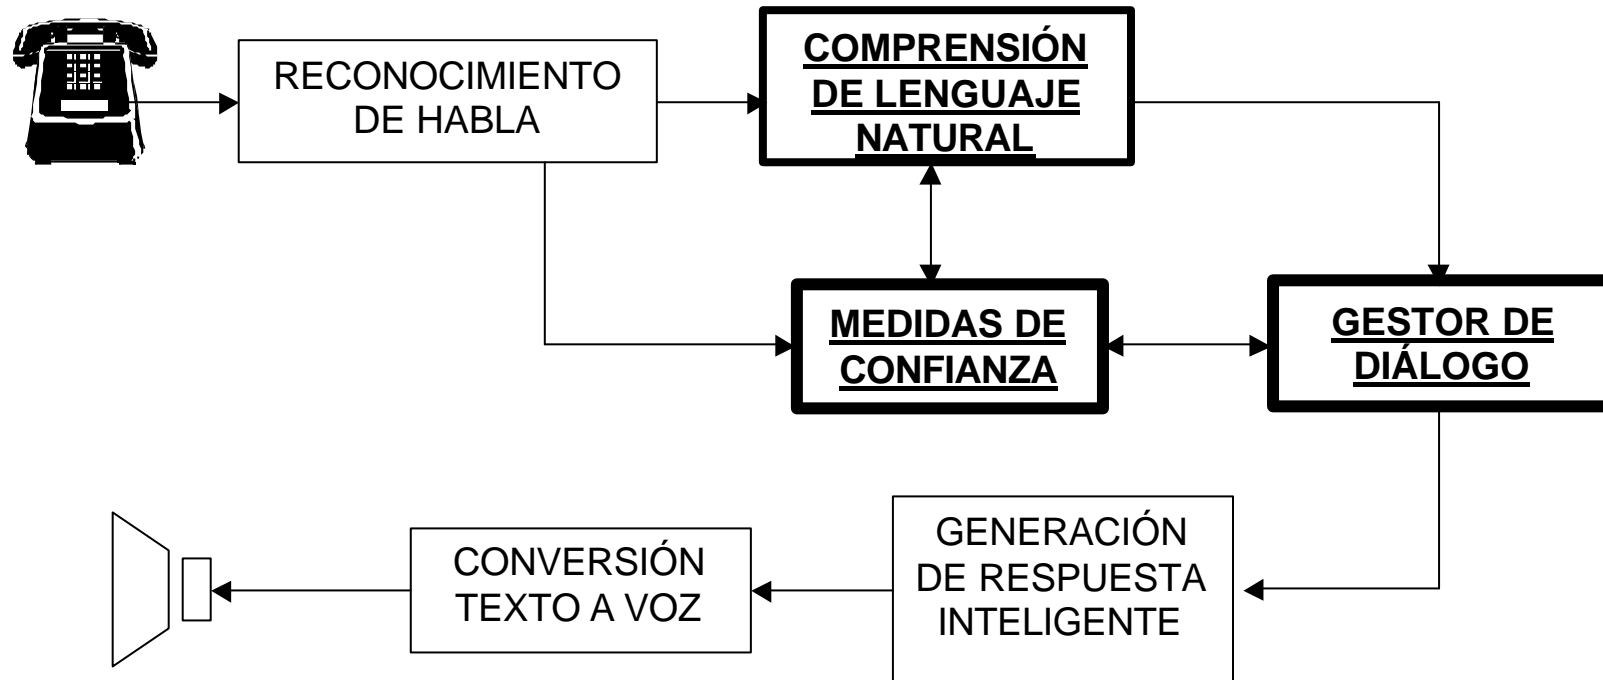 RECONOCIMIENTO
DE HABLA
COMPRENSIÓN
DE LENGUAJE
NATURAL
MEDIDAS DE
CONFIANZA
GESTOR DE
DIÁLOGO
CONVERSIÓN
TEXTO A VOZ
GENERACIÓN
DE RESPUESTA
INTELIGENTE